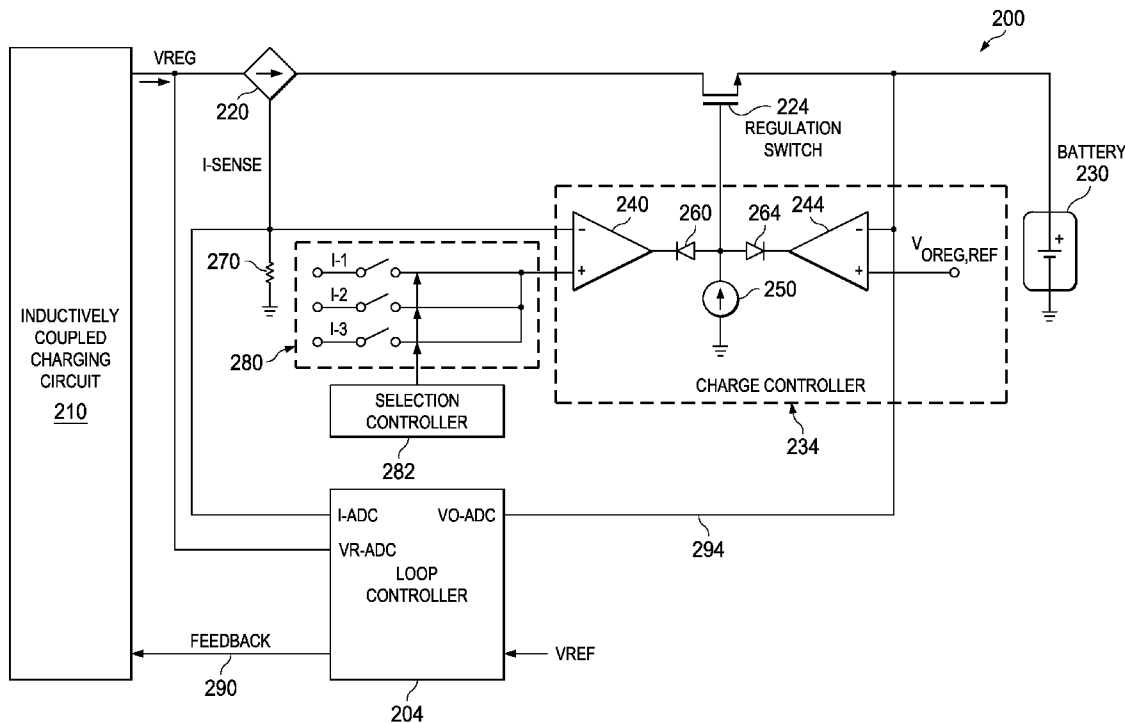 200
VREG
220
224
REGULATION
SWITCH
I-SENSE
BATTERY
230
240
260
264
244
V
OREG,REF
270
I-1
I-2
I-3
250
280
INDUCTIVELY
COUPLED
CHARGING
CIRCUIT
210
SELECTION
CONTROLLER
282
CHARGE CONTROLLER
234
I-ADC
VO-ADC
VR-ADC
294
LOOP
CONTROLLER
FEEDBACK
290
VREF
204